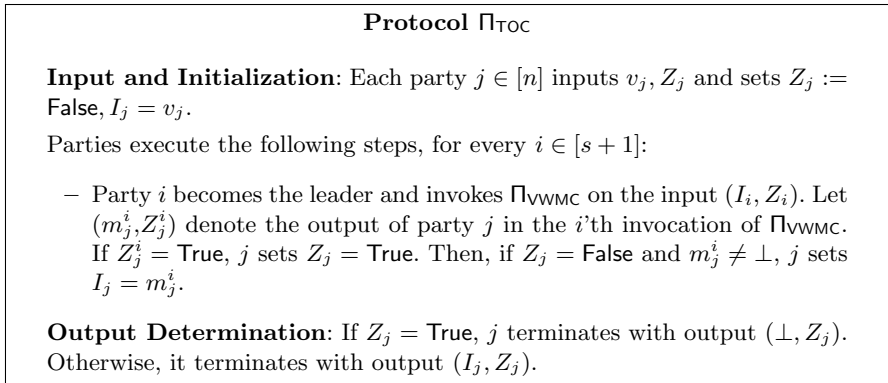 Protocol Π_TOC
Input and Initialization: Each party j ∈ [n] inputs v_j, Z_j and sets Z_j :=
False, I_j = v_j.
Parties execute the following steps, for every i ∈ [s + 1]:
– Party i becomes the leader and invokes Π_VWMC on the input (I_i, Z_i). Let
(m_j^i,Z_j^i) denote the output of party j in the i'th invocation of Π_VWMC.
If Z_j^i = True, j sets Z_j = True. Then, if Z_j = False and m_j^i ≠ ⊥, j sets
I_j = m_j^i.
Output Determination: If Z_j = True, j terminates with output (⊥, Z_j).
Otherwise, it terminates with output (I_j, Z_j).